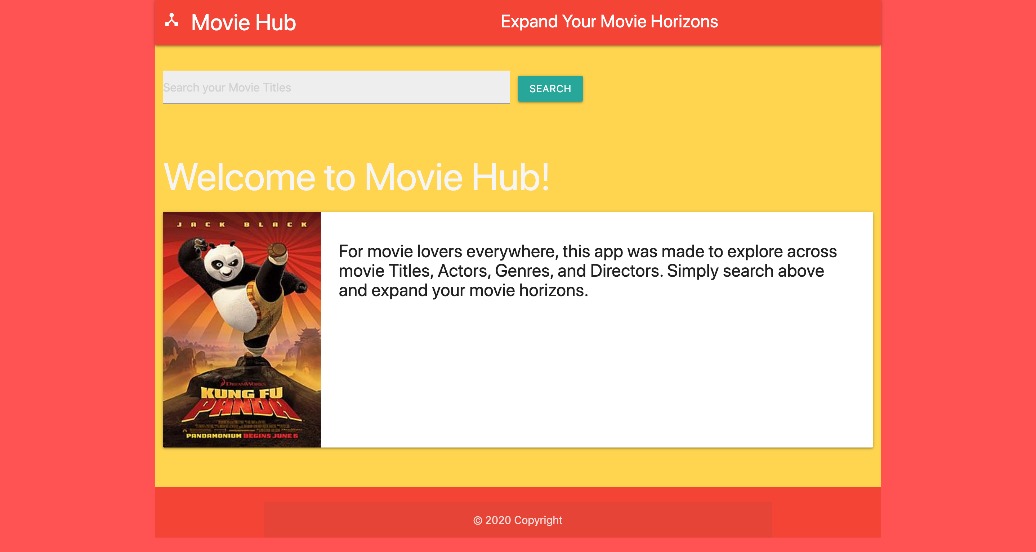 Movie Hub
Expand Your Movie Horizons
Search your Movie Titles
SEARCH
Welcome to Movie Hub!
JACK BLACK
For movie lovers everywhere, this app was made to explore across
movie Titles, Actors, Genres, and Directors. Simply search above
and expand your movie horizons.
DREAMWORKS
KUNG FU
PANDA
PANDAMONIUM BEGINS JUNE 6
© 2020 Copyright